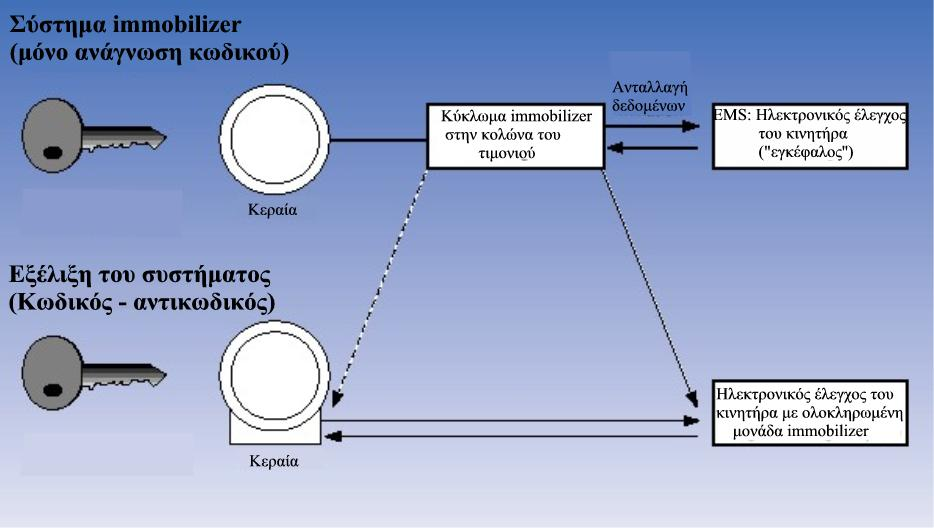 Σύστημα immobilizer
(μόνο ανάγνωση κωδικού)
Ανταλλαγή
δεδομένων
Κύκλωμα immobilizer
στην κολώνα του
τιμονιού
EMS: Ηλεκτρονικός έλεγχος
του κινητήρα
("εγκέφαλος")
Κεραία
Εξέλιξη του συστήματος
(Κωδικός - αντικωδικός)
Ηλεκτρονικός έλεγχος του
κινητήρα με ολοκληρωμένη
μονάδα immobilizer
Κεραία